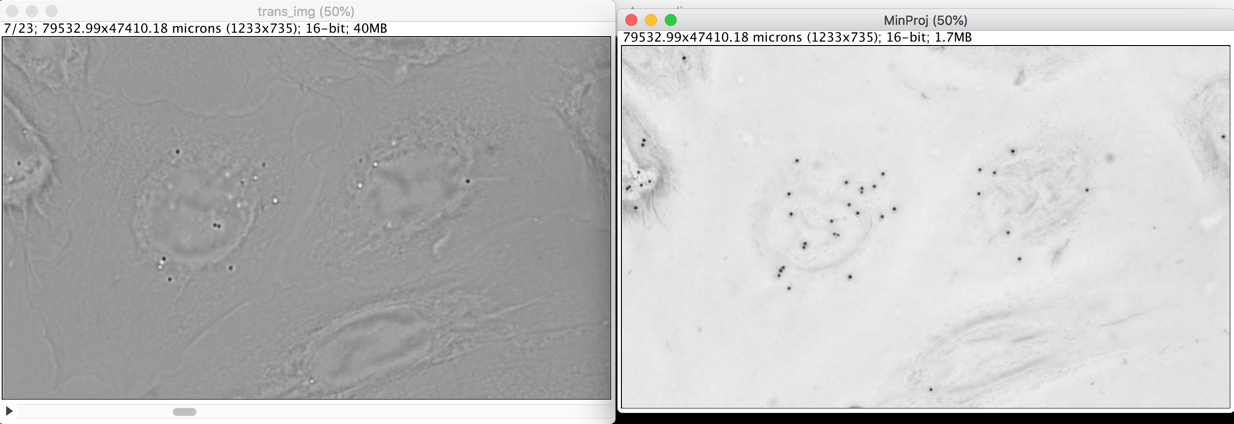 trans_img (50%)
7/23; 79532.99x47410.18 microns (1233x735); 16-bit; 40MB
MinProj (50%)
79532.99x47410.18 microns (1233x735); 16-bit; 1.7MB